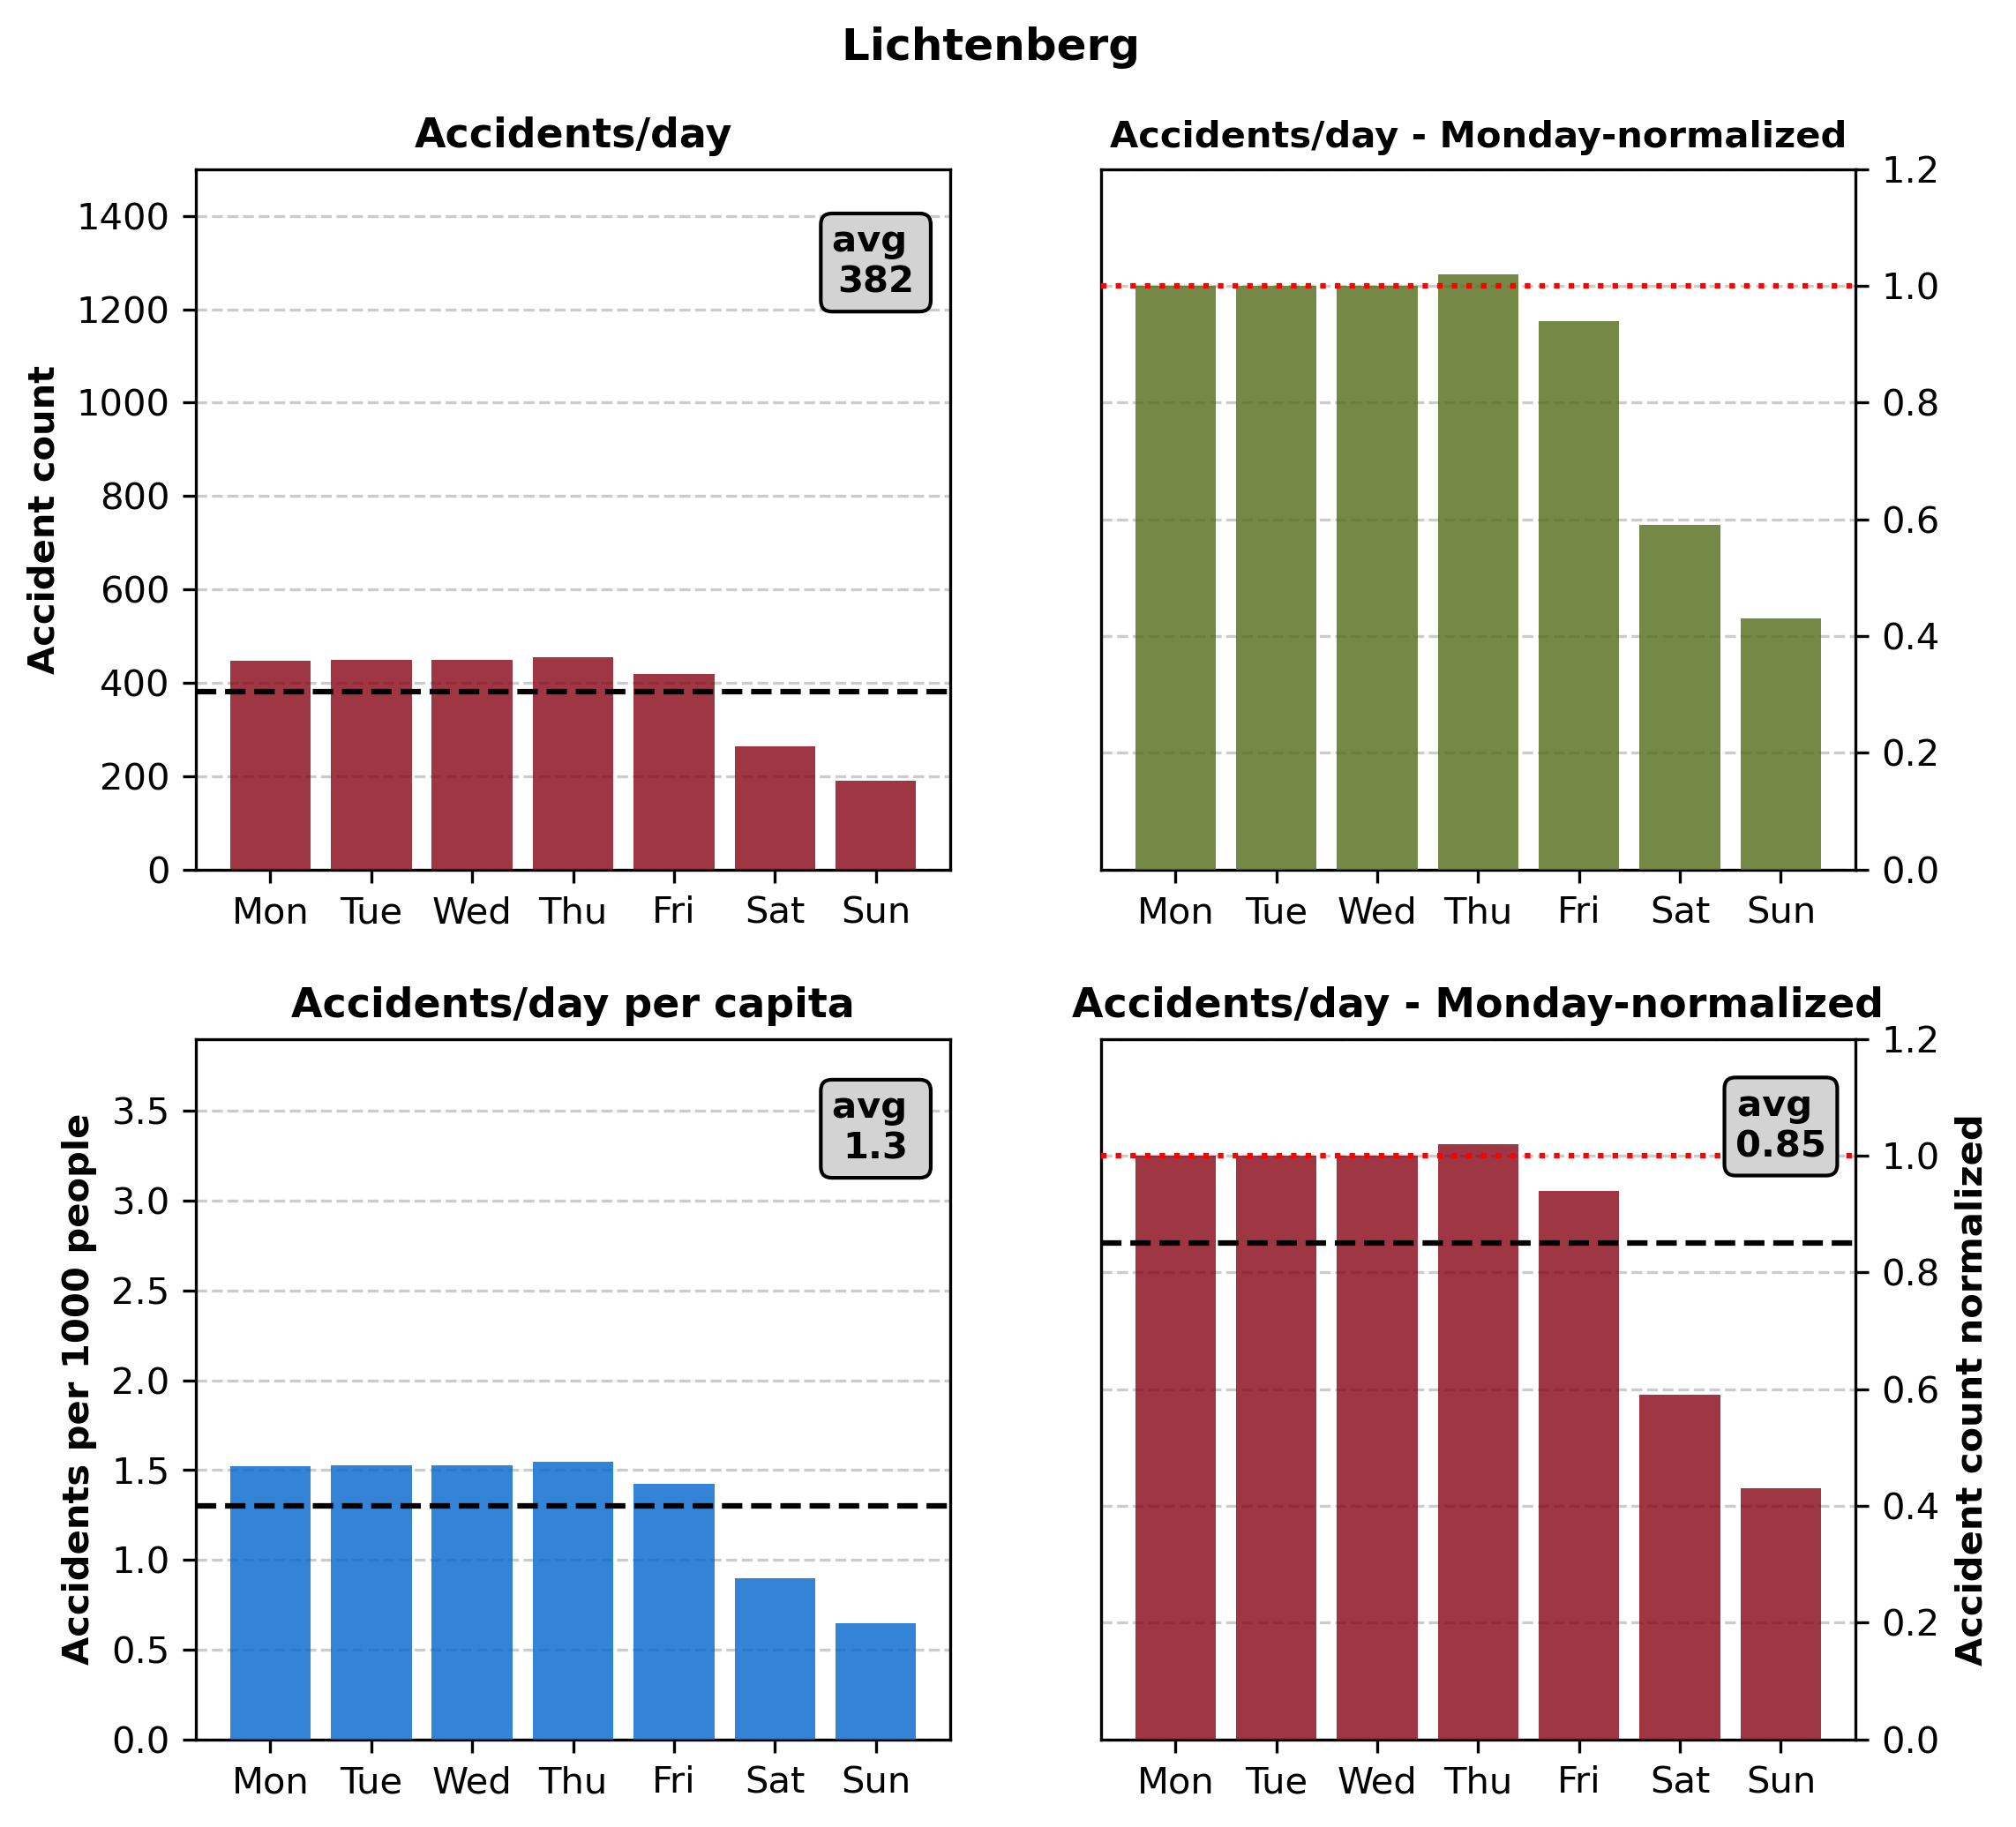 Lichtenberg
Accidents/day
Accident count
1400
1200
1000
800
600
400
200
0
avg
382
Mon Tue Wed Thu Fri Sat Sun
Accidents/day - Monday-normalized
1.2
1.0
0.8
0.6
0.4
0.2
0.0
Mon Tue Wed Thu Fri Sat Sun
Accidents/day per capita
Accidents per 1000 people
3.5
3.0
2.5
2.0
1.5
1.0
0.5
0.0
avg
1.3
Mon Tue Wed Thu Fri Sat Sun
Accidents/day - Monday-normalized
avg
0.85
1.2
1.0
0.8
0.6
0.4
0.2
0.0
Accident count normalized
Mon Tue Wed Thu Fri Sat Sun